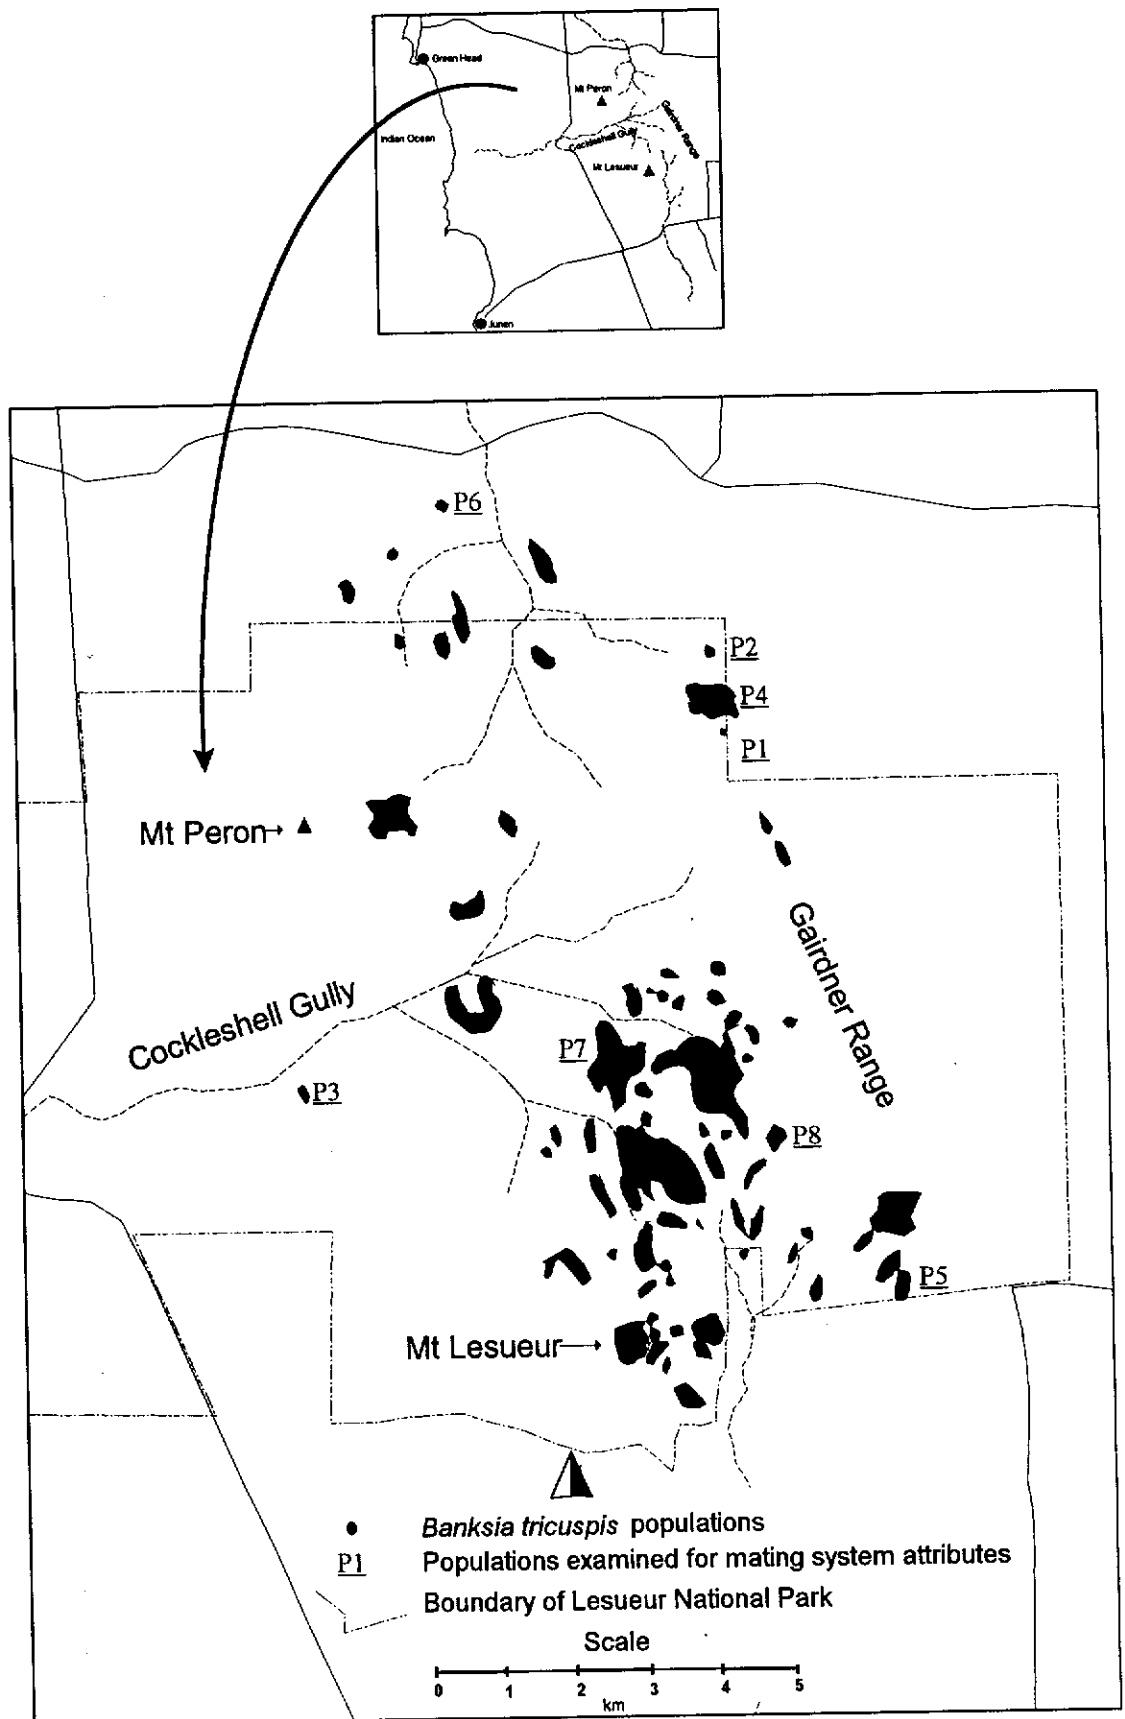 Green Head
Mt Peron
Indian Ocean
Cockleshell Gully
Gairdner Range
Mt Lesueur
Jurien
P6
P2
P4
P1
Mt Peron
Gairdner Range
Cockleshell Gully
P7
P3
P8
P5
Mt Lesueur
Banksia tricuspis populations
P1 Populations examined for mating system attributes
Boundary of Lesueur National Park
Scale
0 1 2 3 4 5
km